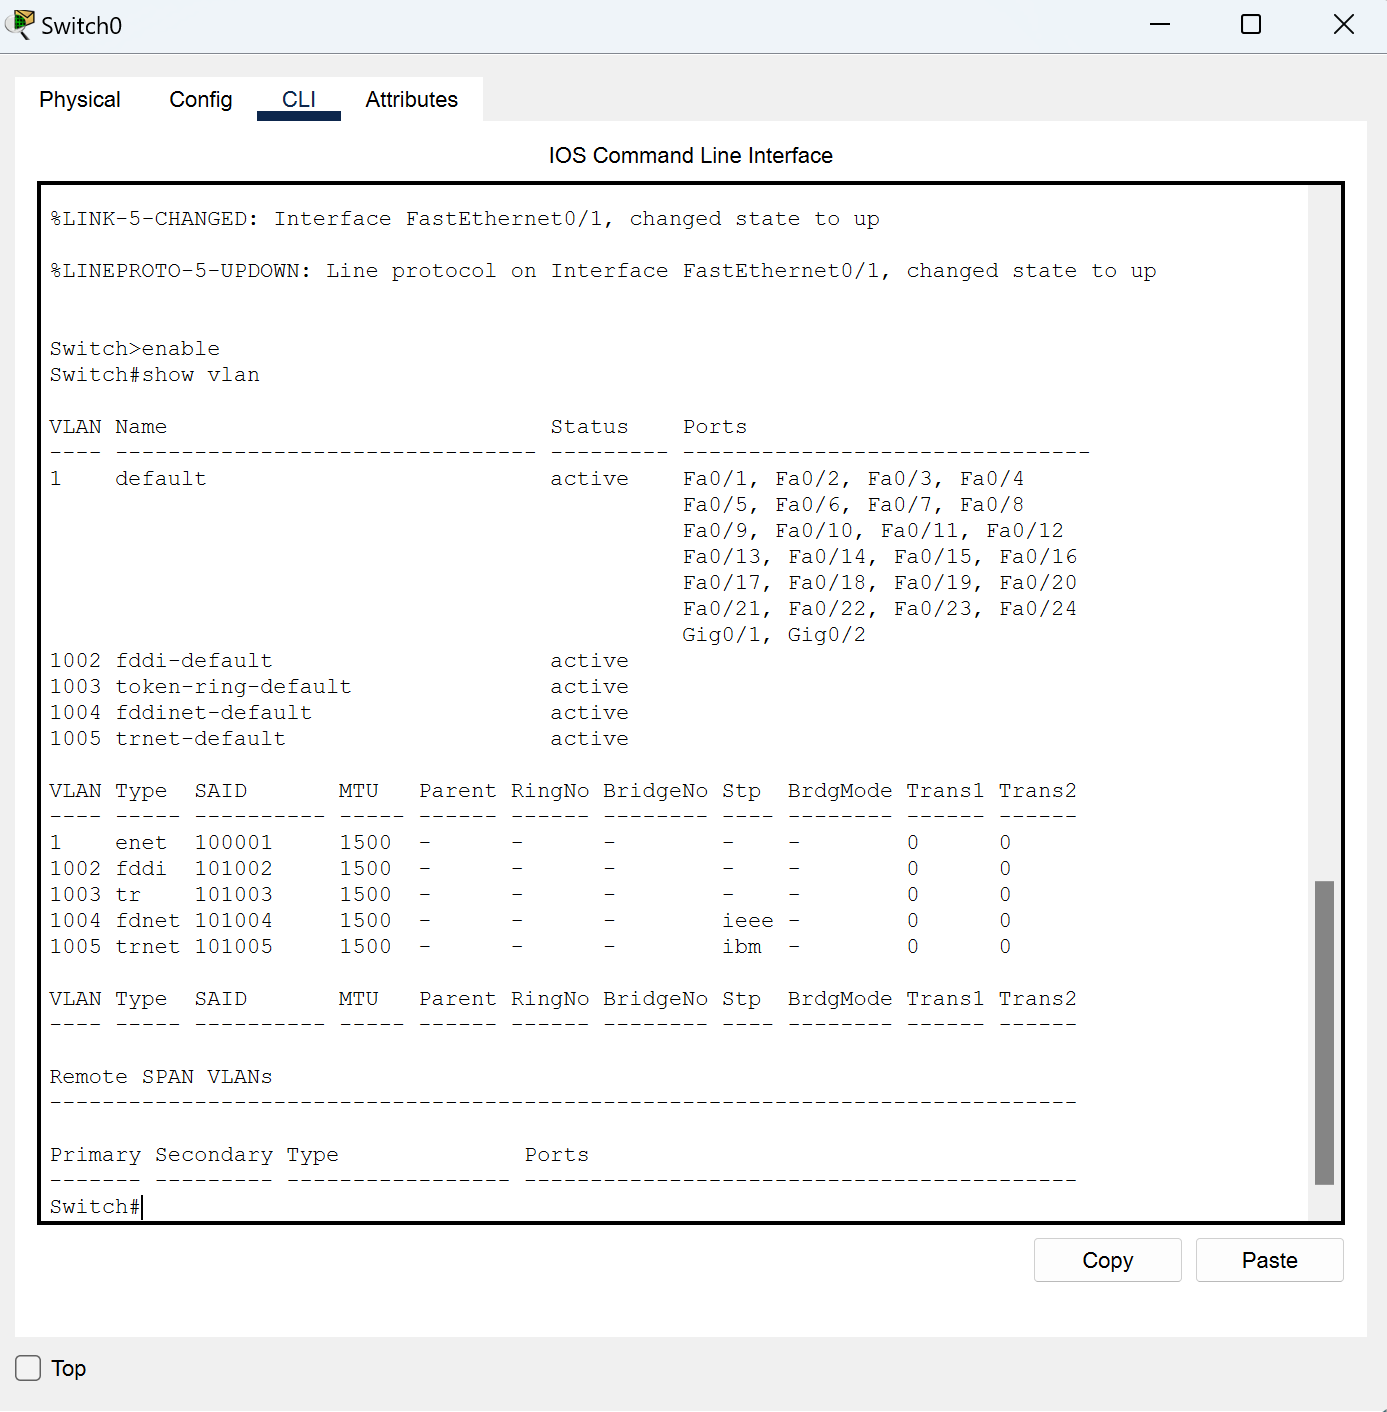 Switch0
Physical Config CLI Attributes
IOS Command Line Interface
%LINK-5-CHANGED: Interface FastEthernet0/1, changed state to up
%LINEPROTO-5-UPDOWN: Line protocol on Interface FastEthernet0/1, changed state to up
Switch>enable
Switch#show vlan
VLAN Name                             Status    Ports
---- -------------------------------- --------- -------------------------------
1    default                          active    Fa0/1, Fa0/2, Fa0/3, Fa0/4
                                                Fa0/5, Fa0/6, Fa0/7, Fa0/8
                                                Fa0/9, Fa0/10, Fa0/11, Fa0/12
                                                Fa0/13, Fa0/14, Fa0/15, Fa0/16
                                                Fa0/17, Fa0/18, Fa0/19, Fa0/20
                                                Fa0/21, Fa0/22, Fa0/23, Fa0/24
                                                Gig0/1, Gig0/2
1002 fddi-default                     active
1003 token-ring-default               active
1004 fddinet-default                  active
1005 trnet-default                    active
VLAN Type  SAID       MTU   Parent RingNo BridgeNo Stp  BrdgMode Trans1 Trans2
---- ----- ---------- ----- ------ ------ -------- ---- -------- ------ ------
1    enet  100001     1500  -      -      -        -    -        0      0
1002 fddi  101002     1500  -      -      -        -    -        0      0
1003 tr    101003     1500  -      -      -        -    -        0      0
1004 fdnet 101004     1500  -      -      -        ieee -        0      0
1005 trnet 101005     1500  -      -      -        ibm  -        0      0
VLAN Type  SAID       MTU   Parent RingNo BridgeNo Stp  BrdgMode Trans1 Trans2
---- ----- ---------- ----- ------ ------ -------- ---- -------- ------ ------
Remote SPAN VLANs
------------------------------------------------------------------------------
Primary Secondary Type              Ports
------- --------- ----------------- ------------------------------------------
Switch#
Copy Paste
Top